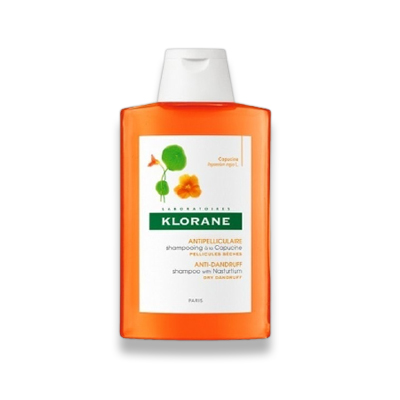 Capucine
LABORATOIRES
KLORANE
ANTIPELLICULAIRE
shampooing à la Capucine
PELLICULES SÈCHES
ANTI-DANDRUFF
shampoo with Nasturtium
DRY DANDRUFF
PARIS